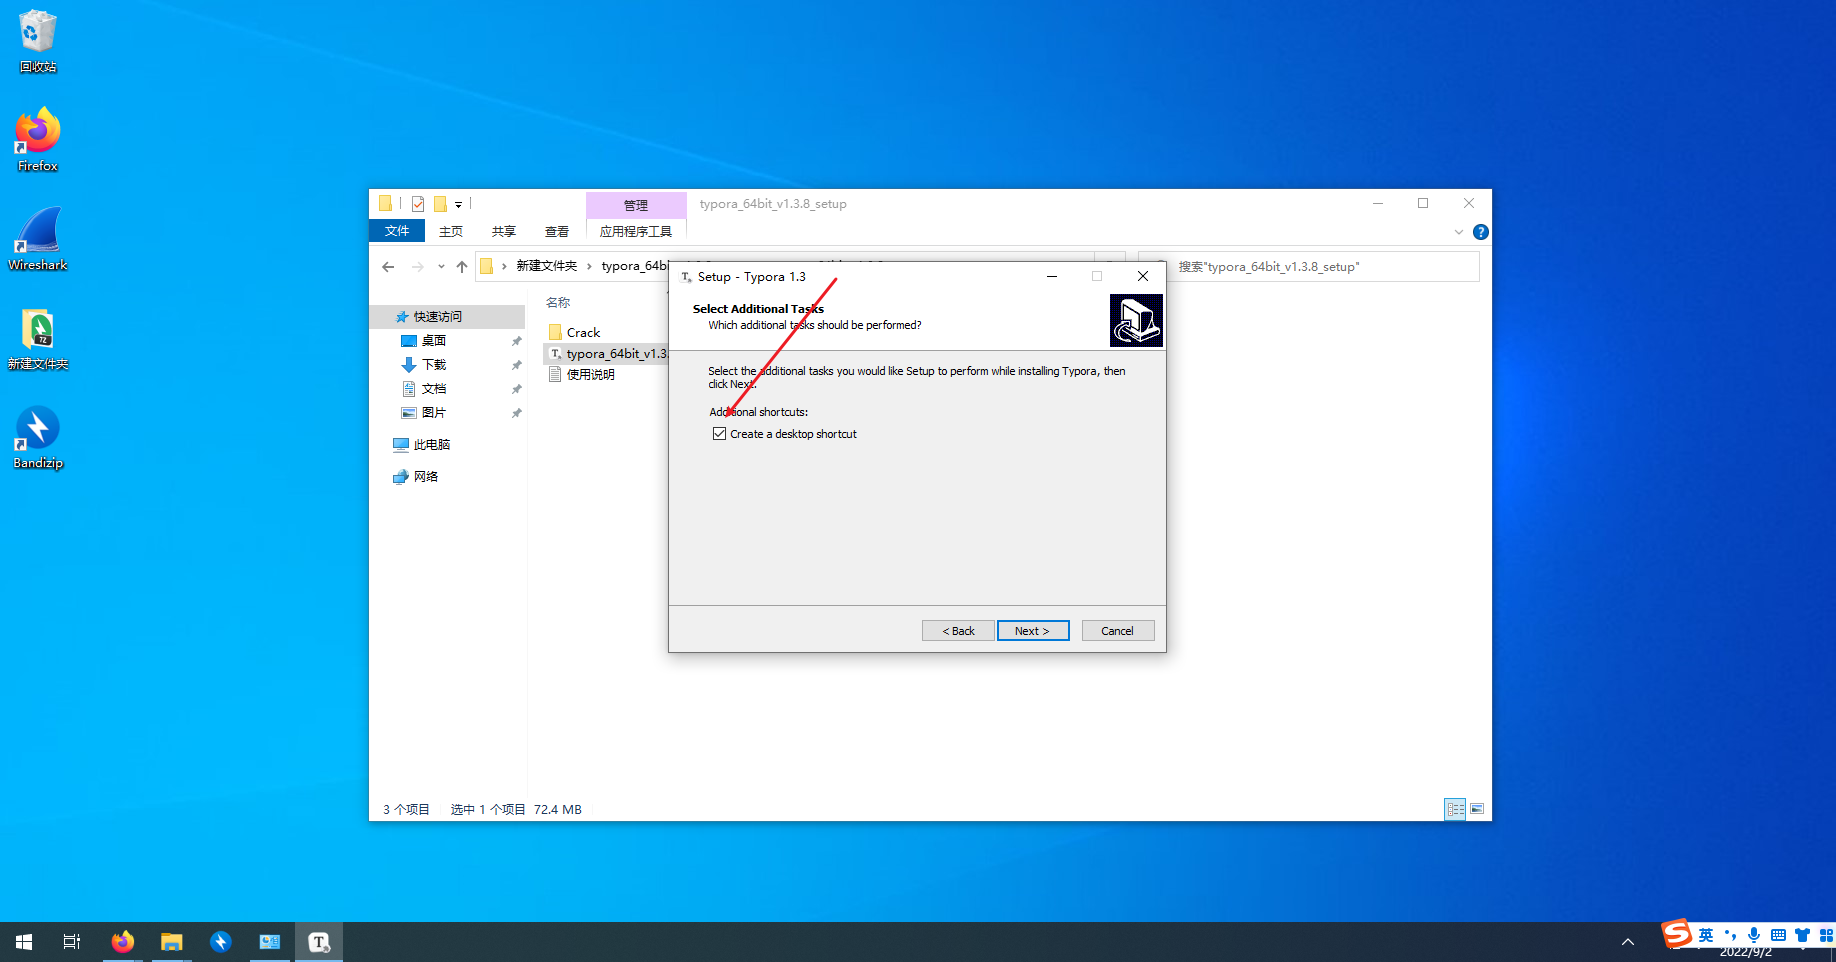 回收站
Firefox
Wireshark
新建文件夹
Bandizip
管理
typora_64bit_v1.3.8_setup
文件
主页
共享
查看
应用程序工具
新建文件夹
typora_64bi
搜索"typora_64bit_v1.3.8_setup"
快速访问
桌面
下载
文档
图片
此电脑
网络
名称
Crack
typora_64bit_v1.3.
使用说明
Setup - Typora 1.3
Select Additional Tasks
Which additional tasks should be performed?
Select the additional tasks you would like Setup to perform while installing Typora, then
click Next.
Additional shortcuts:
Create a desktop shortcut
< Back
Next >
Cancel
3 个项目
选中 1 个项目
72.4 MB
英
2022/9/2